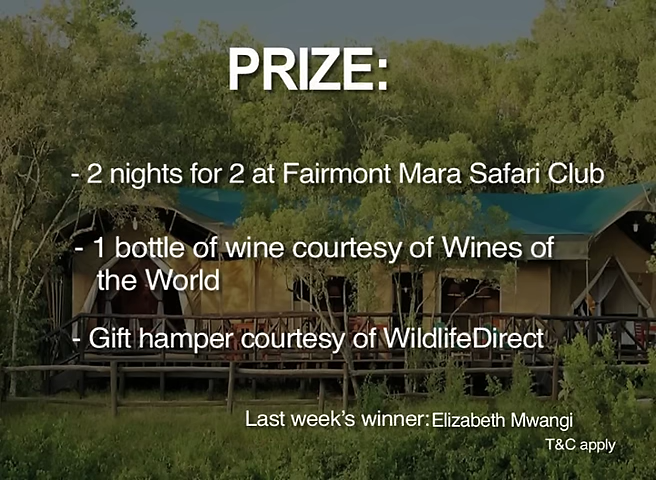 PRIZE:
- 2 nights for 2 at Fairmont Mara Safari Club
- 1 bottle of wine courtesy of Wines of
the World
- Gift hamper courtesy of WildlifeDirect
Last week's winner:Elizabeth Mwangi
T&C apply